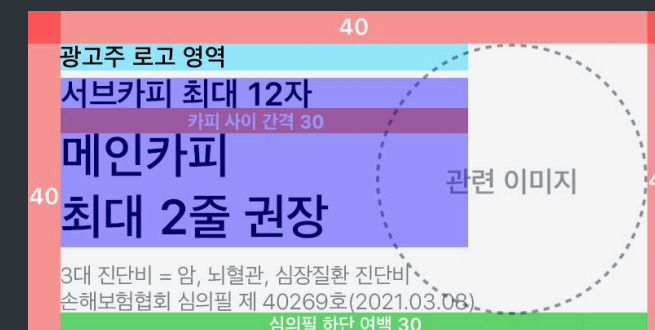 40
광고주 로고 영역
서브카피 최대 12자
카피 사이 간격 30
메인카피
최대 2줄 권장
40
관련 이미지
3대 진단비 = 암, 뇌혈관, 심장질환 진단비
손해보험협회 심의필 제 40269호(2021.03.08)
심의필 하단 여백 30